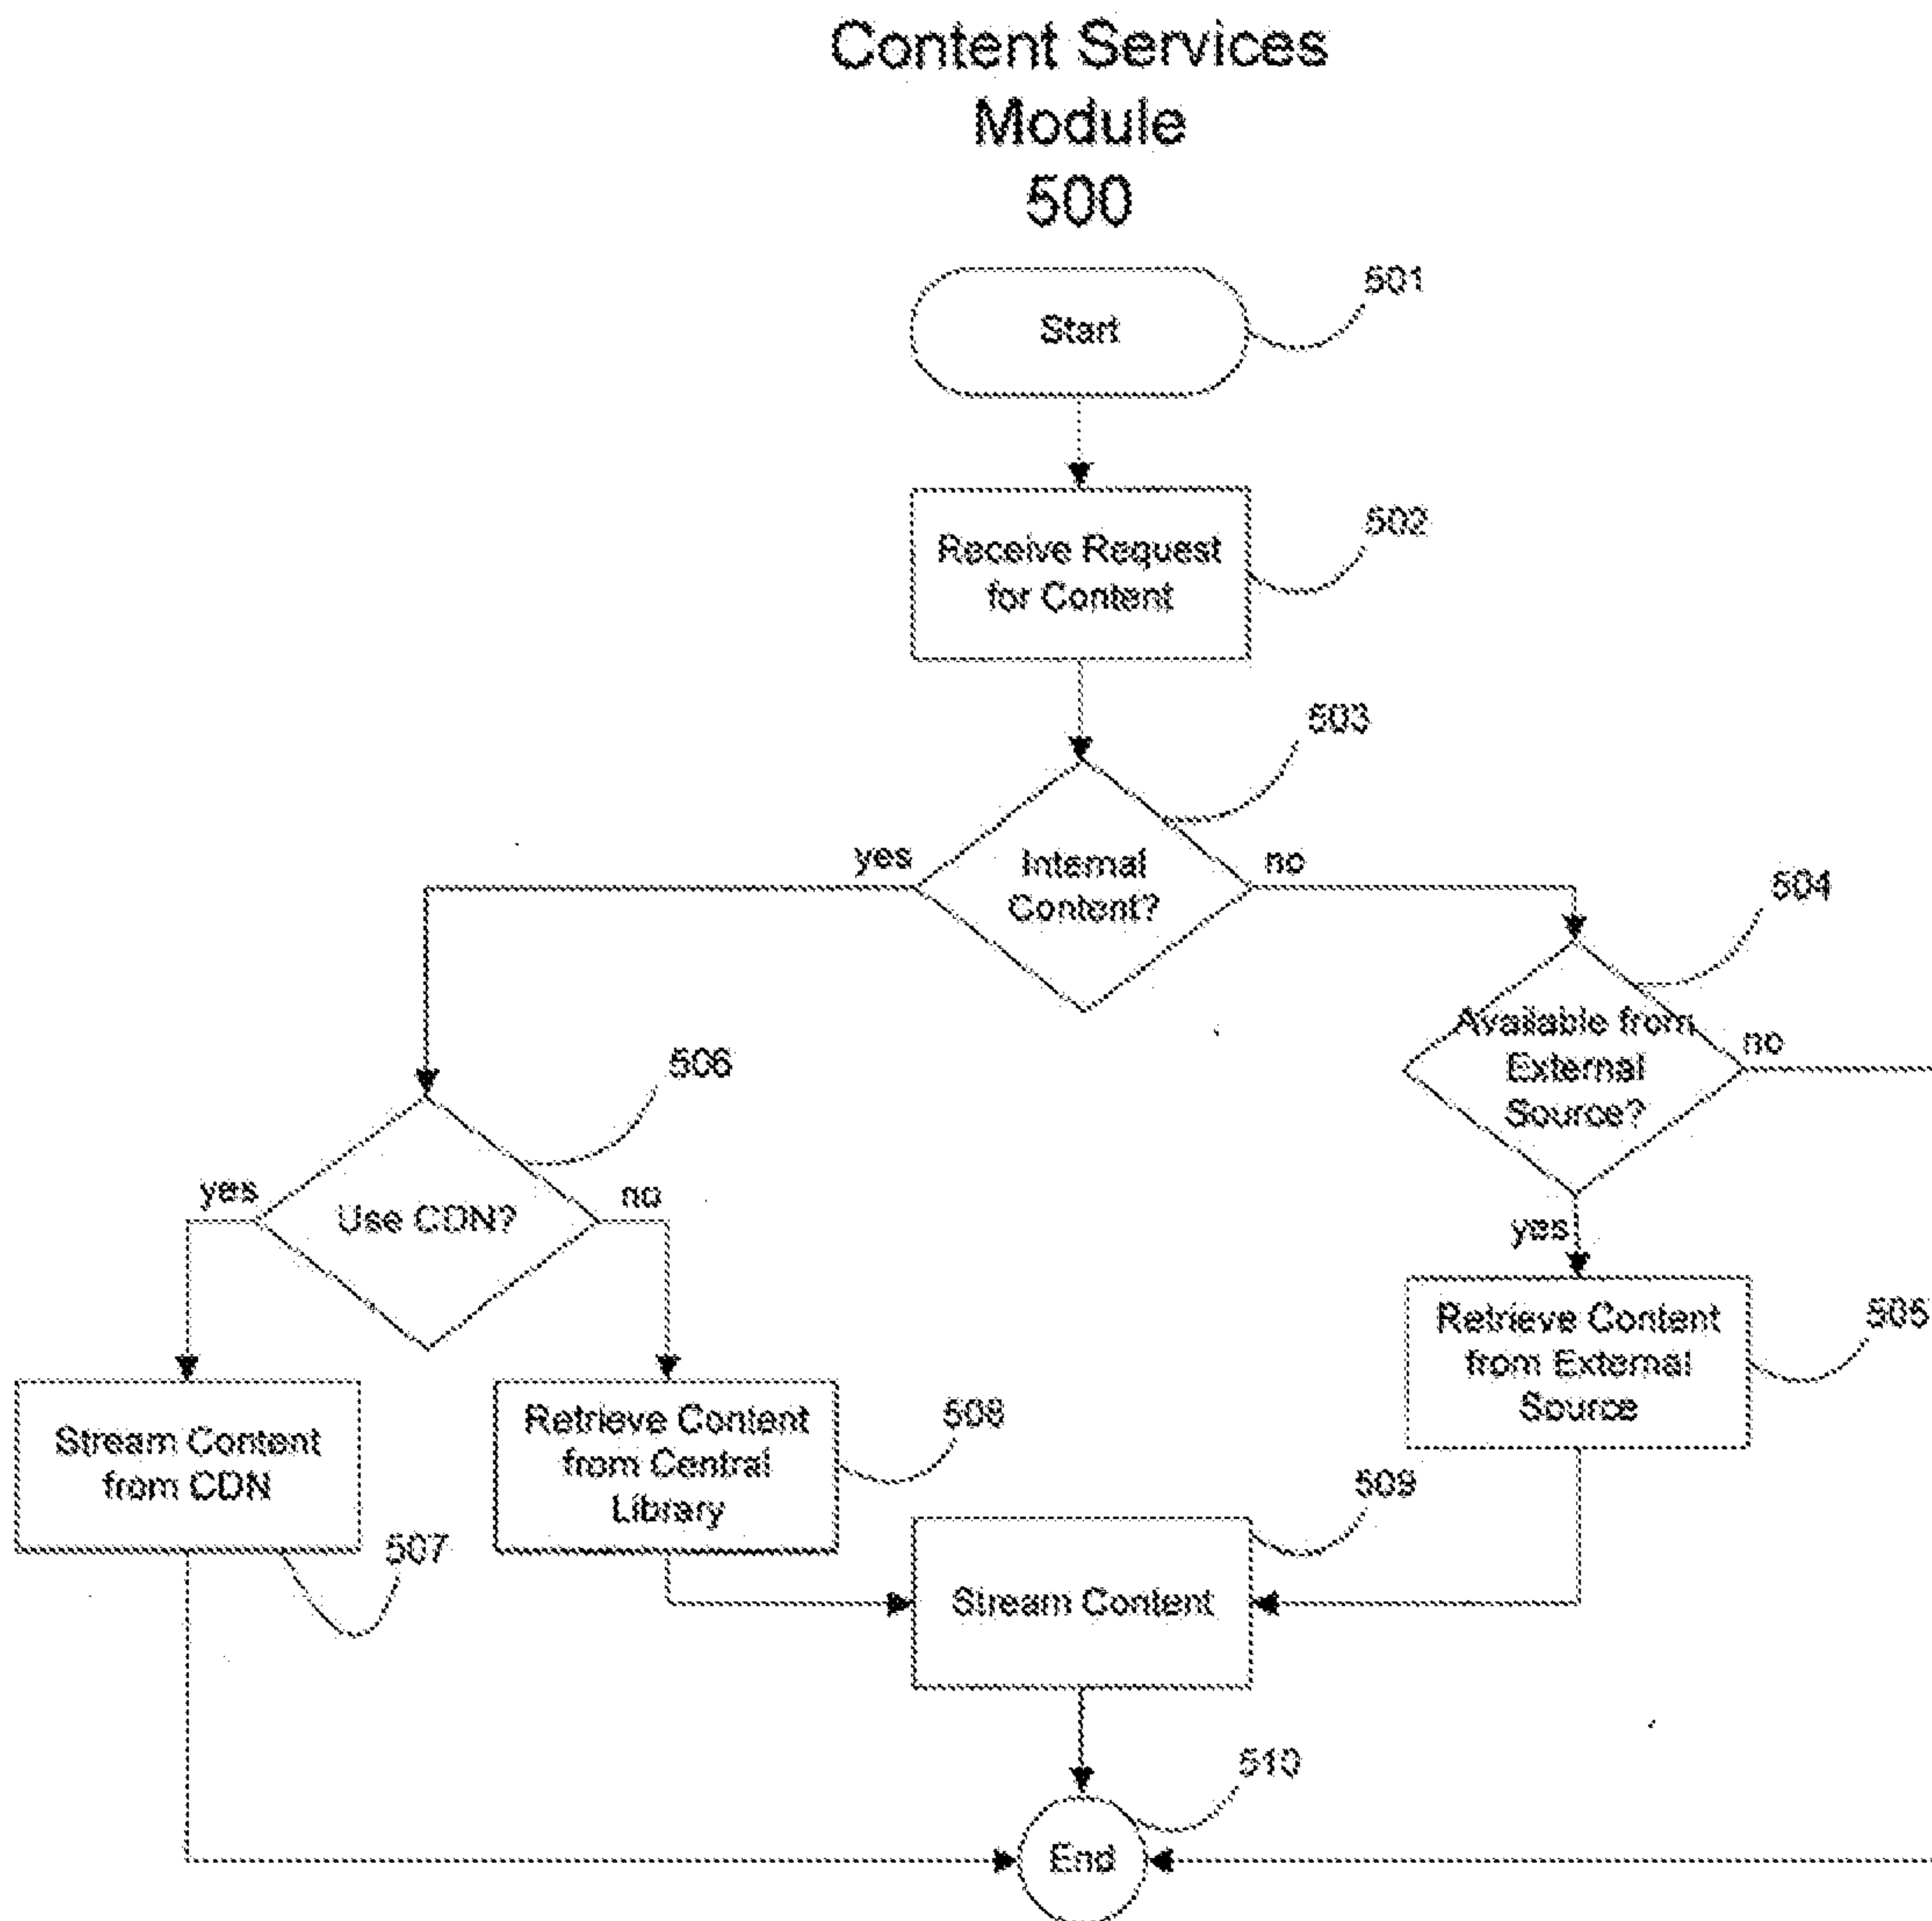 Content Services
Module
500
Start
501
Receive Request
for Content
502
503
yes
Internal
Content?
no
504
Available from
External
Source?
no
506
yes
Use CDN?
no
yes
Retrieve Content
from External
Source
505
Stream Content
from CDN
507
Retrieve Content
from Central
Library
508
509
Stream Content
510
End